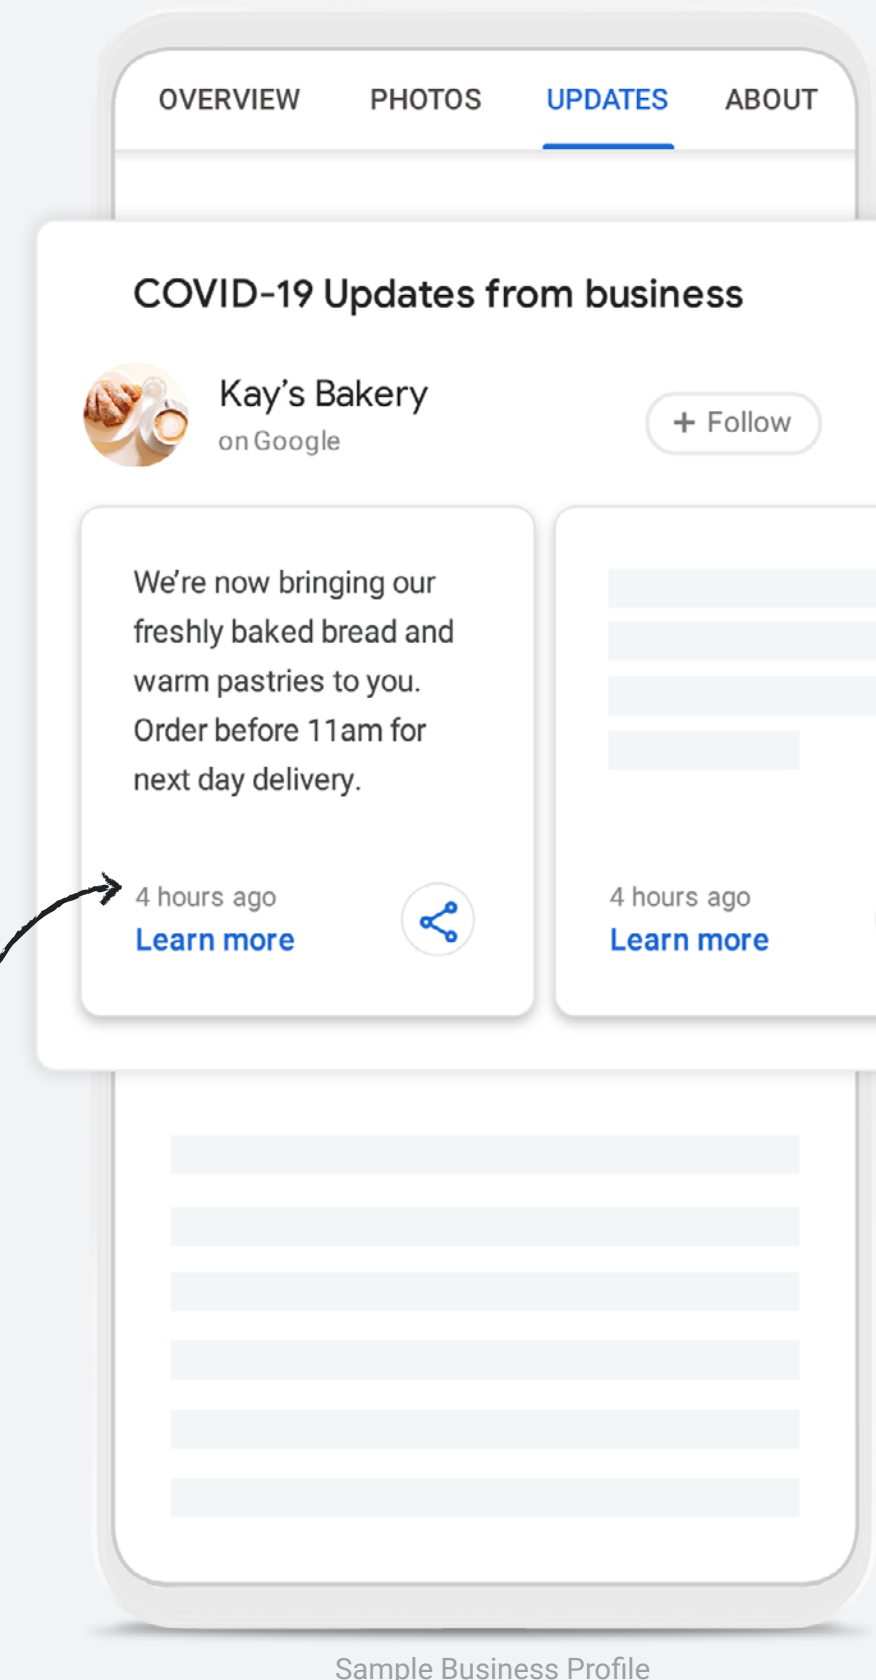 OVERVIEW PHOTOS UPDATES ABOUT
COVID-19 Updates from business
Kay's Bakery
on Google
+ Follow
We're now bringing our
freshly baked bread and
warm pastries to you.
Order before 11am for
next day delivery.
4 hours ago
Learn more
4 hours ago
Learn more
Sample Business Profile